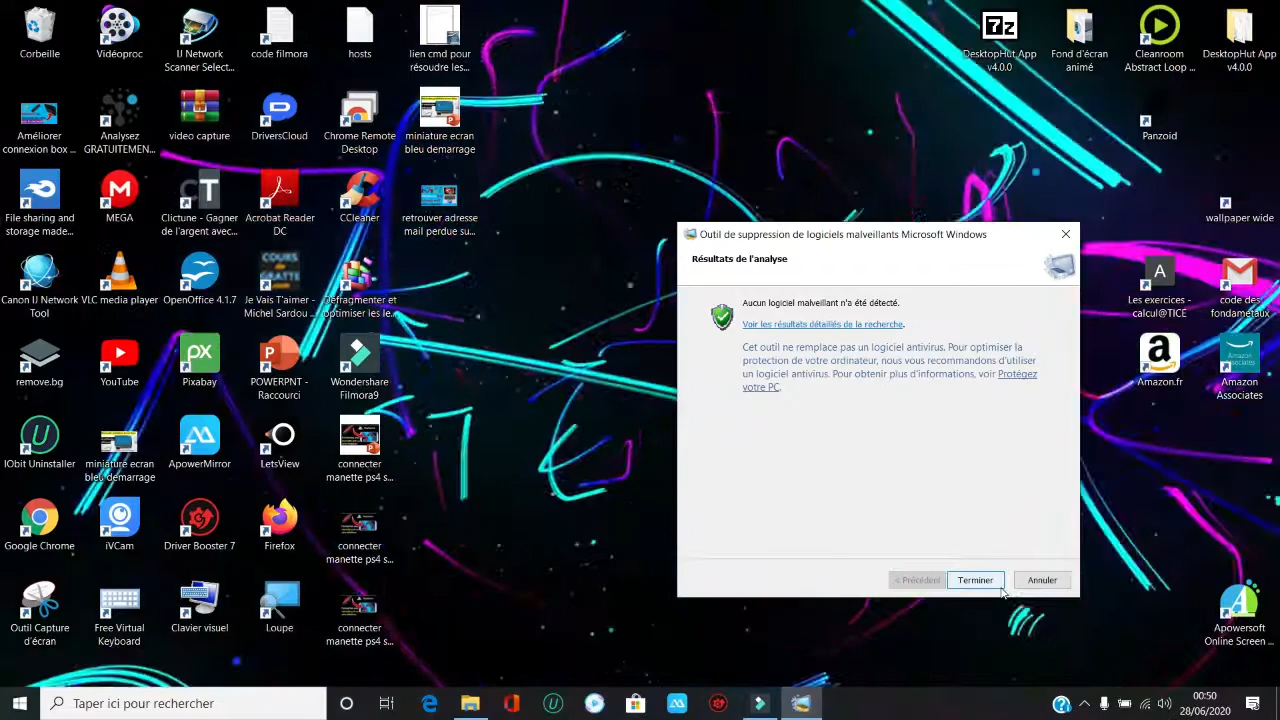 Corbeille
Vidéoproc
IJ Network
Scanner Select...
code filmora
hosts
lien cmd pour
résoudre les...
7z
DesktopHut App
v4.0.0
Fond d'écran
animé
Cleanroom
Abstract Loop ...
DesktopHut App
v4.0.0
Améliorer
connexion box ...
Analysez
GRATUITEMEN...
video capture
DriversCloud
Chrome Remote
Desktop
miniature ecran
bleu demarrage
Panzoid
File sharing and
storage made...
MEGA
Clictune - Gagner
de l'argent avec...
Acrobat Reader
DC
CCleaner
retrouver adresse
mail perdue su...
wallpaper wide
Canon IJ Network
Tool
VLC media player
OpenOffice 4.1.7
COURS
DE
GRATTE
Je Vais T'aimer -
Michel Sardou ...
Défragmenter et
optimiser les le...
A
Les exercices -
calcul@TICE
code des
fondametaux
remove.bg
YouTube
px
Pixabay
POWERPNT -
Raccourci
Wondershare
Filmora9
a
Amazon.fr
amazon
associates
Amazon
Associates
IObit Uninstaller
miniature ecran
bleu demarrage
ApowerMirror
LetsView
connecter
manette ps4 s...
Google Chrome
iVCam
Driver Booster 7
Firefox
connecter
manette ps4 s...
Outil Capture
d'écran
Free Virtual
Keyboard
Clavier visuel
Loupe
connecter
manette ps4 s...
Apowersoft
Online Screen ...
Outil de suppression de logiciels malveillants Microsoft Windows
Résultats de l'analyse
Aucun logiciel malveillant n'a été détecté.
Voir les résultats détaillés de la recherche.
Cet outil ne remplace pas un logiciel antivirus. Pour optimiser la
protection de votre ordinateur, nous vous recommandons d'utiliser
un logiciel antivirus. Pour obtenir plus d'informations, voir Protégez
votre PC.
< Précédent
Terminer
Annuler
Taper ici pour rechercher
00:50
28/06/2020